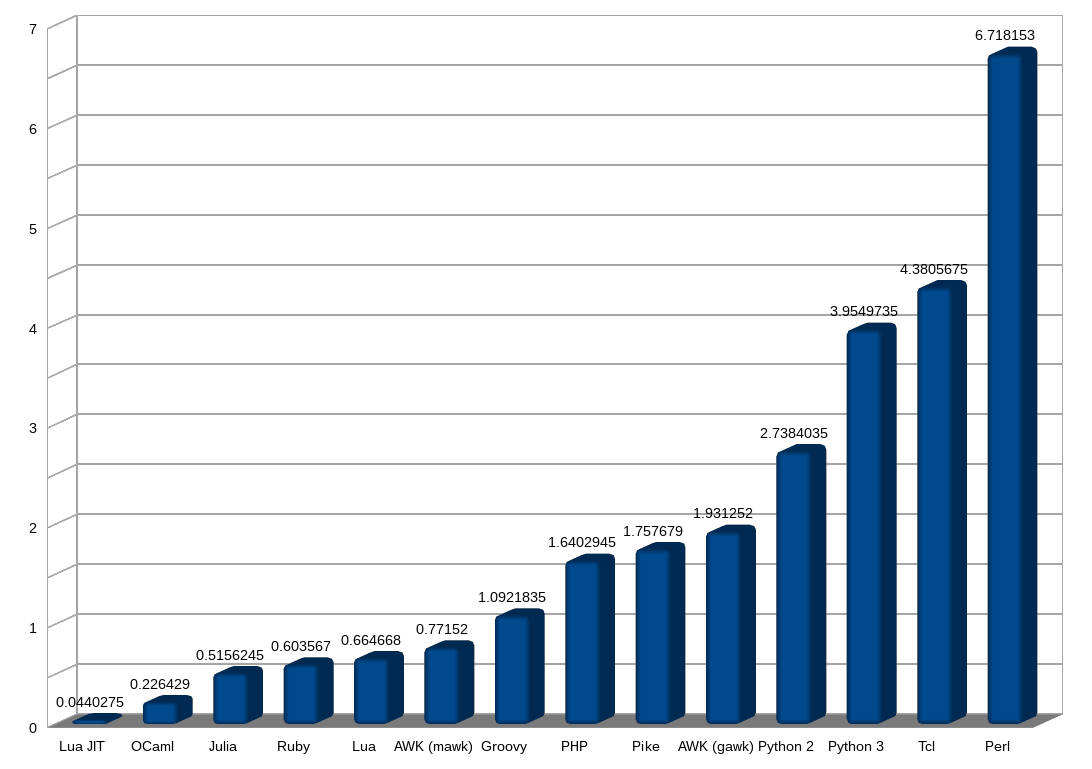 7
6
5
4
3
2
1
0
0.0440275
0.226429
0.5156245
0.603567
0.664668
0.77152
1.0921835
1.6402945
1.757679
1.931252
2.7384035
3.9549735
4.3805675
6.718153
Lua JIT
OCaml
Julia
Ruby
Lua
AWK (mawk)
Groovy
PHP
Pike
AWK (gawk)
Python 2
Python 3
Tcl
Perl